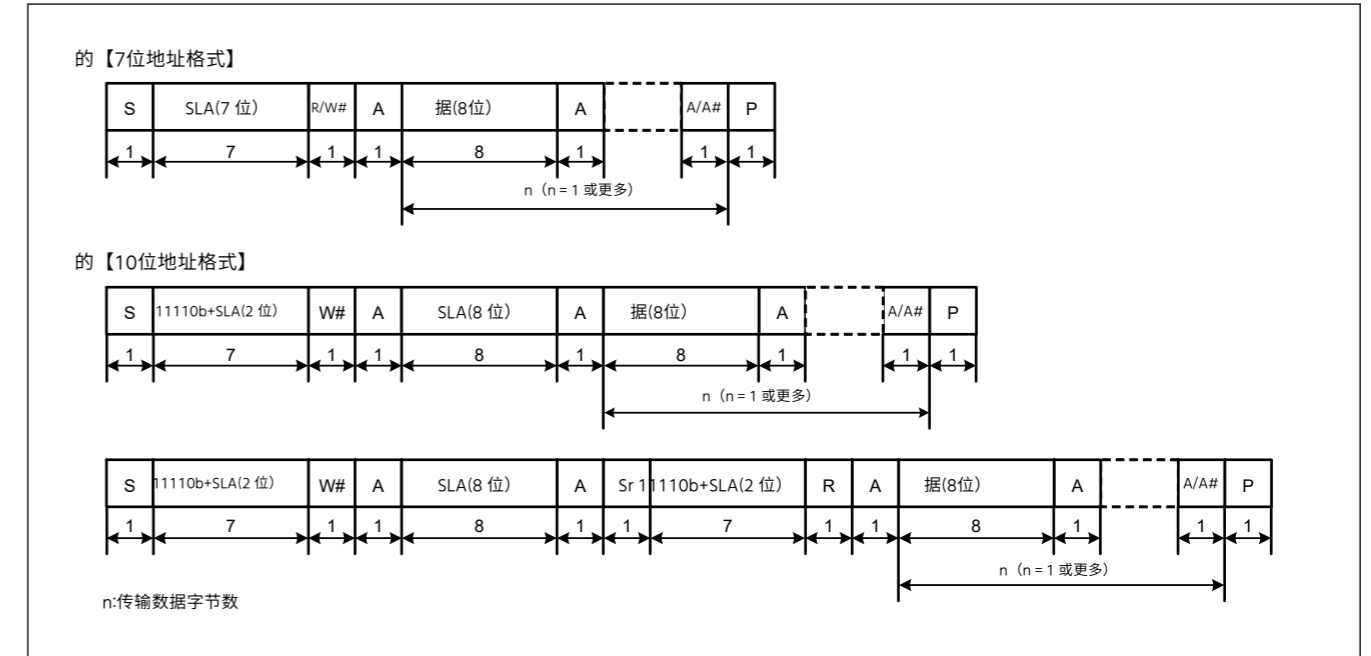 的【7位地址格式】
S SLA(7 位) R/W# A 据(8位) A A/A# P
1 7 1 1 8 1 1 1
n（n = 1 或更多）
的【10位地址格式】
S 11110b+SLA(2 位) W# A SLA(8 位) A 据(8位) A A/A# P
1 7 1 1 8 1 8 1 1 1
n（n = 1 或更多）
S 11110b+SLA(2 位) W# A SLA(8 位) A Sr 11110b+SLA(2 位) R A 据(8位) A A/A# P
1 7 1 1 8 1 1 7 1 1 8 1 1 1
n（n = 1 或更多）
n:传输数据字节数